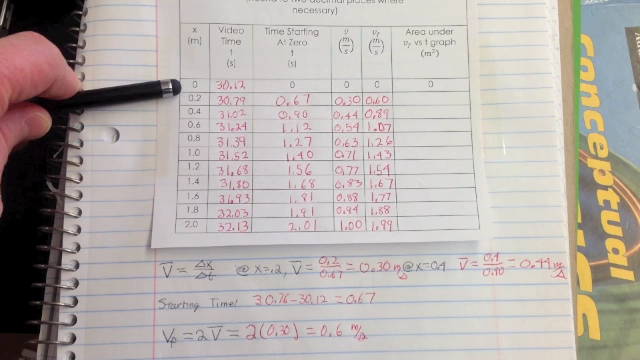 (Round to two decimal places where
necessary)
x (m) Video Time t (s) Time Starting At Zero t (s) v̄ (m/s) vf (m/s) Area under vf vs t graph (m²)
0 30.12 0 0 0 0
0.2 30.79 0.67 0.30 0.60
0.4 31.02 0.90 0.44 0.89
0.6 31.24 1.12 0.54 1.07
0.8 31.39 1.27 0.63 1.26
1.0 31.52 1.40 0.71 1.43
1.2 31.68 1.56 0.77 1.54
1.4 31.80 1.68 0.83 1.67
1.6 31.93 1.81 0.88 1.77
1.8 32.03 1.91 0.94 1.88
2.0 32.13 2.01 1.00 1.99
V̄ = Δx/Δt @ x=.2, V̄ = 0.2/0.67 = 0.30 m/s @ x=0.4 V̄ = 0.4/0.90 = 0.44 m/s
Starting Time! 30.76-30.12 = 0.67
Vf = 2V̄ = 2(0.30) = 0.6 m/s
conceptual